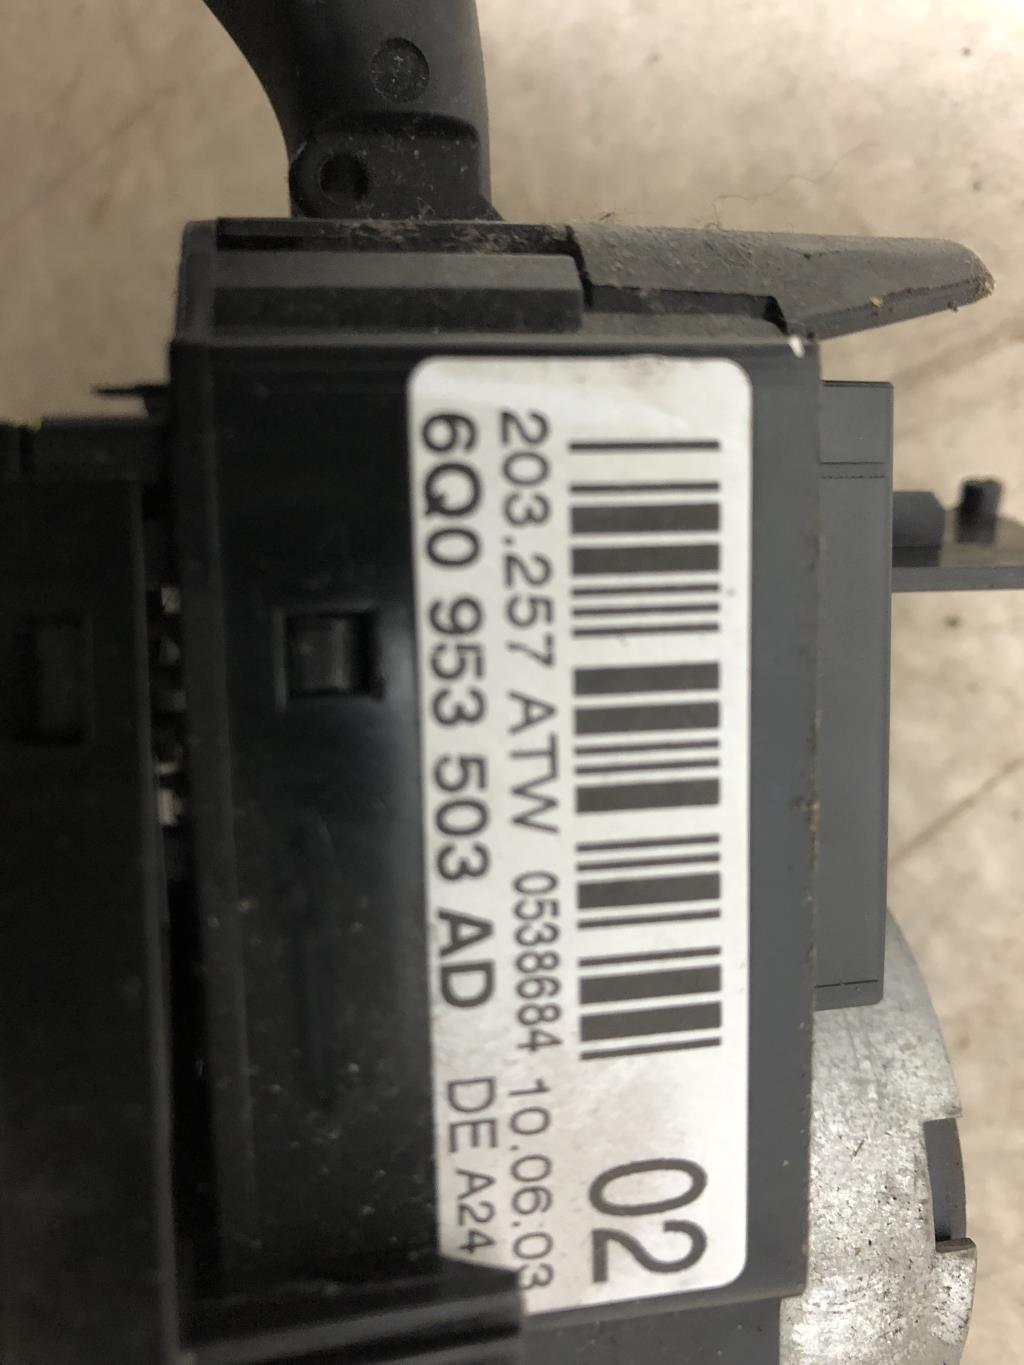 02
203.257 ATW 0538684 10.06.03
6Q0 953 503 AD DE A24